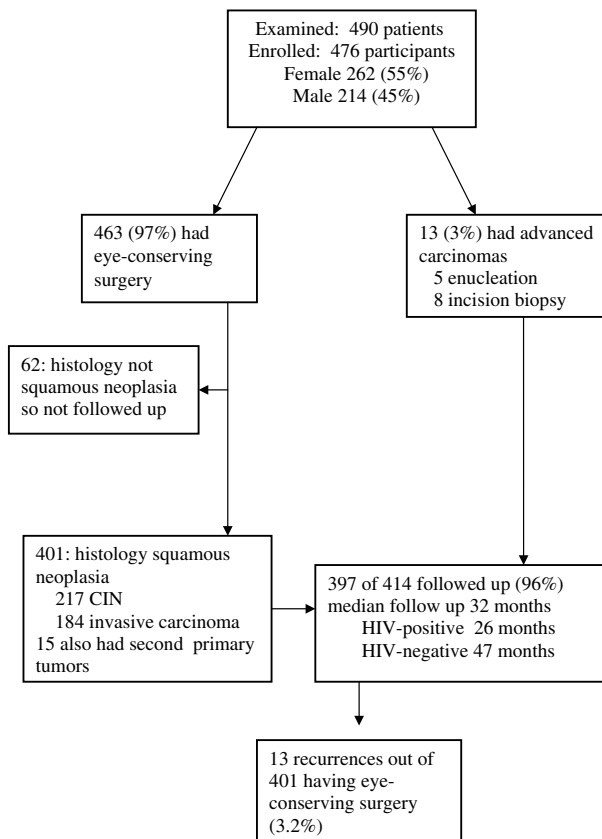 Examined: 490 patients
Enrolled: 476 participants
Female 262 (55%)
Male 214 (45%)
463 (97%) had
eye-conserving
surgery
13 (3%) had advanced
carcinomas
5 enucleation
8 incision biopsy
62: histology not
squamous neoplasia
so not followed up
401: histology squamous
neoplasia
217 CIN
184 invasive carcinoma
15 also had second primary
tumors
397 of 414 followed up (96%)
median follow up 32 months
HIV-positive 26 months
HIV-negative 47 months
13 recurrences out of
401 having eye-
conserving surgery
(3.2%)